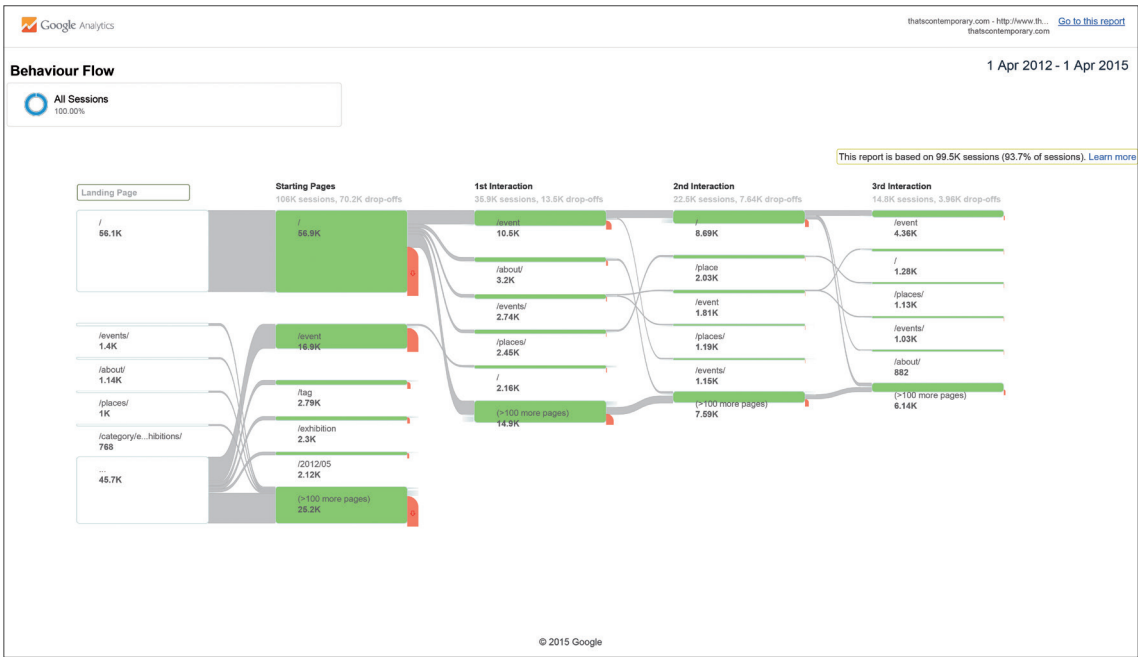 Google Analytics
thatscontemporary.com - http://www.th...
thatscontemporary.com
Go to this report
Behaviour Flow
1 Apr 2012 - 1 Apr 2015
All Sessions
100.00%
This report is based on 99.5K sessions (93.7% of sessions). Learn more
Landing Page
/
56.1K
/events/
1.4K
/about/
1.14K
/places/
1K
/category/e...hibitions/
768
...
45.7K
Starting Pages
106K sessions, 70.2K drop-offs
/
56.9K
/event
16.9K
/tag
2.79K
/exhibition
2.3K
/2012/05
2.12K
(>100 more pages)
25.2K
1st Interaction
35.9K sessions, 13.5K drop-offs
/event
10.5K
/about/
3.2K
/events/
2.74K
/places/
2.45K
/
2.16K
(>100 more pages)
14.9K
2nd Interaction
22.5K sessions, 7.64K drop-offs
/
8.69K
/place
2.03K
/event
1.81K
/places/
1.19K
/events/
1.15K
(>100 more pages)
7.59K
3rd Interaction
14.8K sessions, 3.96K drop-offs
/event
4.36K
/
1.28K
/places/
1.13K
/events/
1.03K
/about/
882
(>100 more pages)
6.14K
© 2015 Google